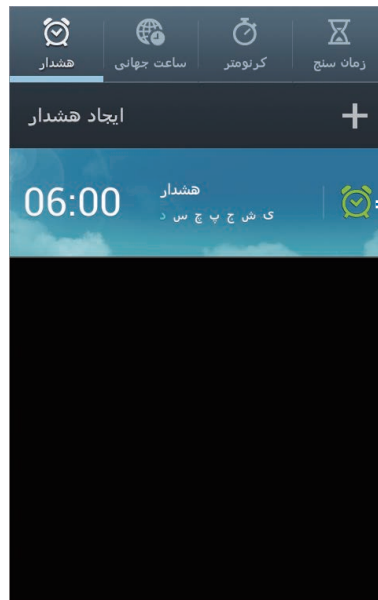 هشدار
ساعت جهانی
کرنومتر
زمان سنج
ایجاد هشدار
06:00
هشدار
ی ش ج پ چ س د